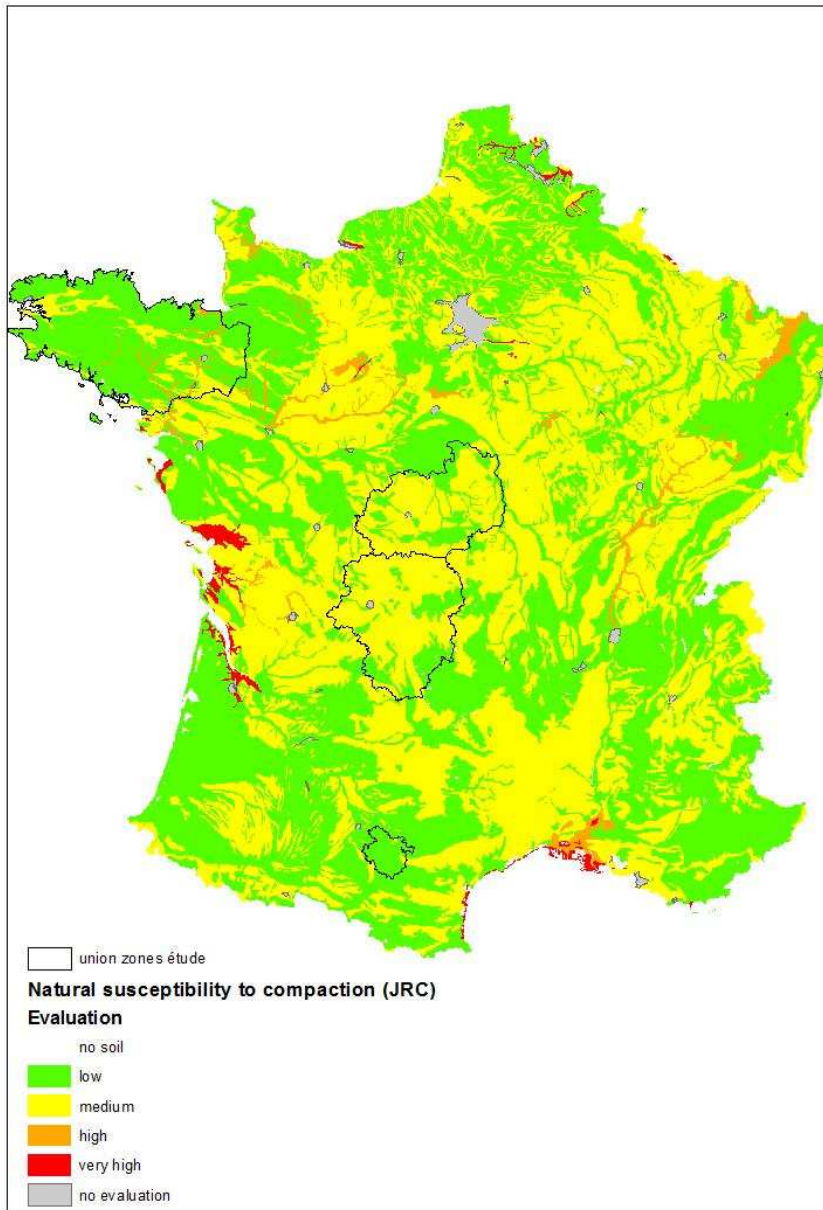 union zones étude
Natural susceptibility to compaction (JRC)
Evaluation
no soil
low
medium
high
very high
no evaluation